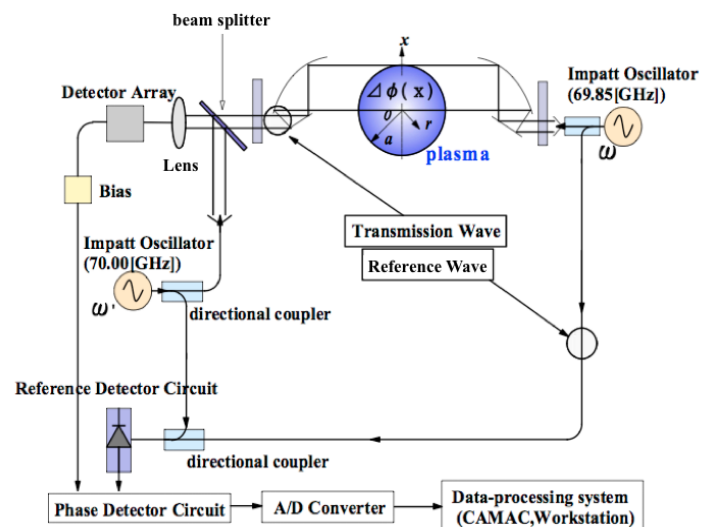 beam splitter
x
Impatt Oscillator
(69.85[GHz])
Detector Array
⊿ϕ(x)
0
r
a
ω
Lens
plasma
Bias
Transmission Wave
Impatt Oscillator
(70.00[GHz])
Reference Wave
ω'
directional coupler
Reference Detector Circuit
directional coupler
Phase Detector Circuit
A/D Converter
Data-processing system
(CAMAC,Workstation)